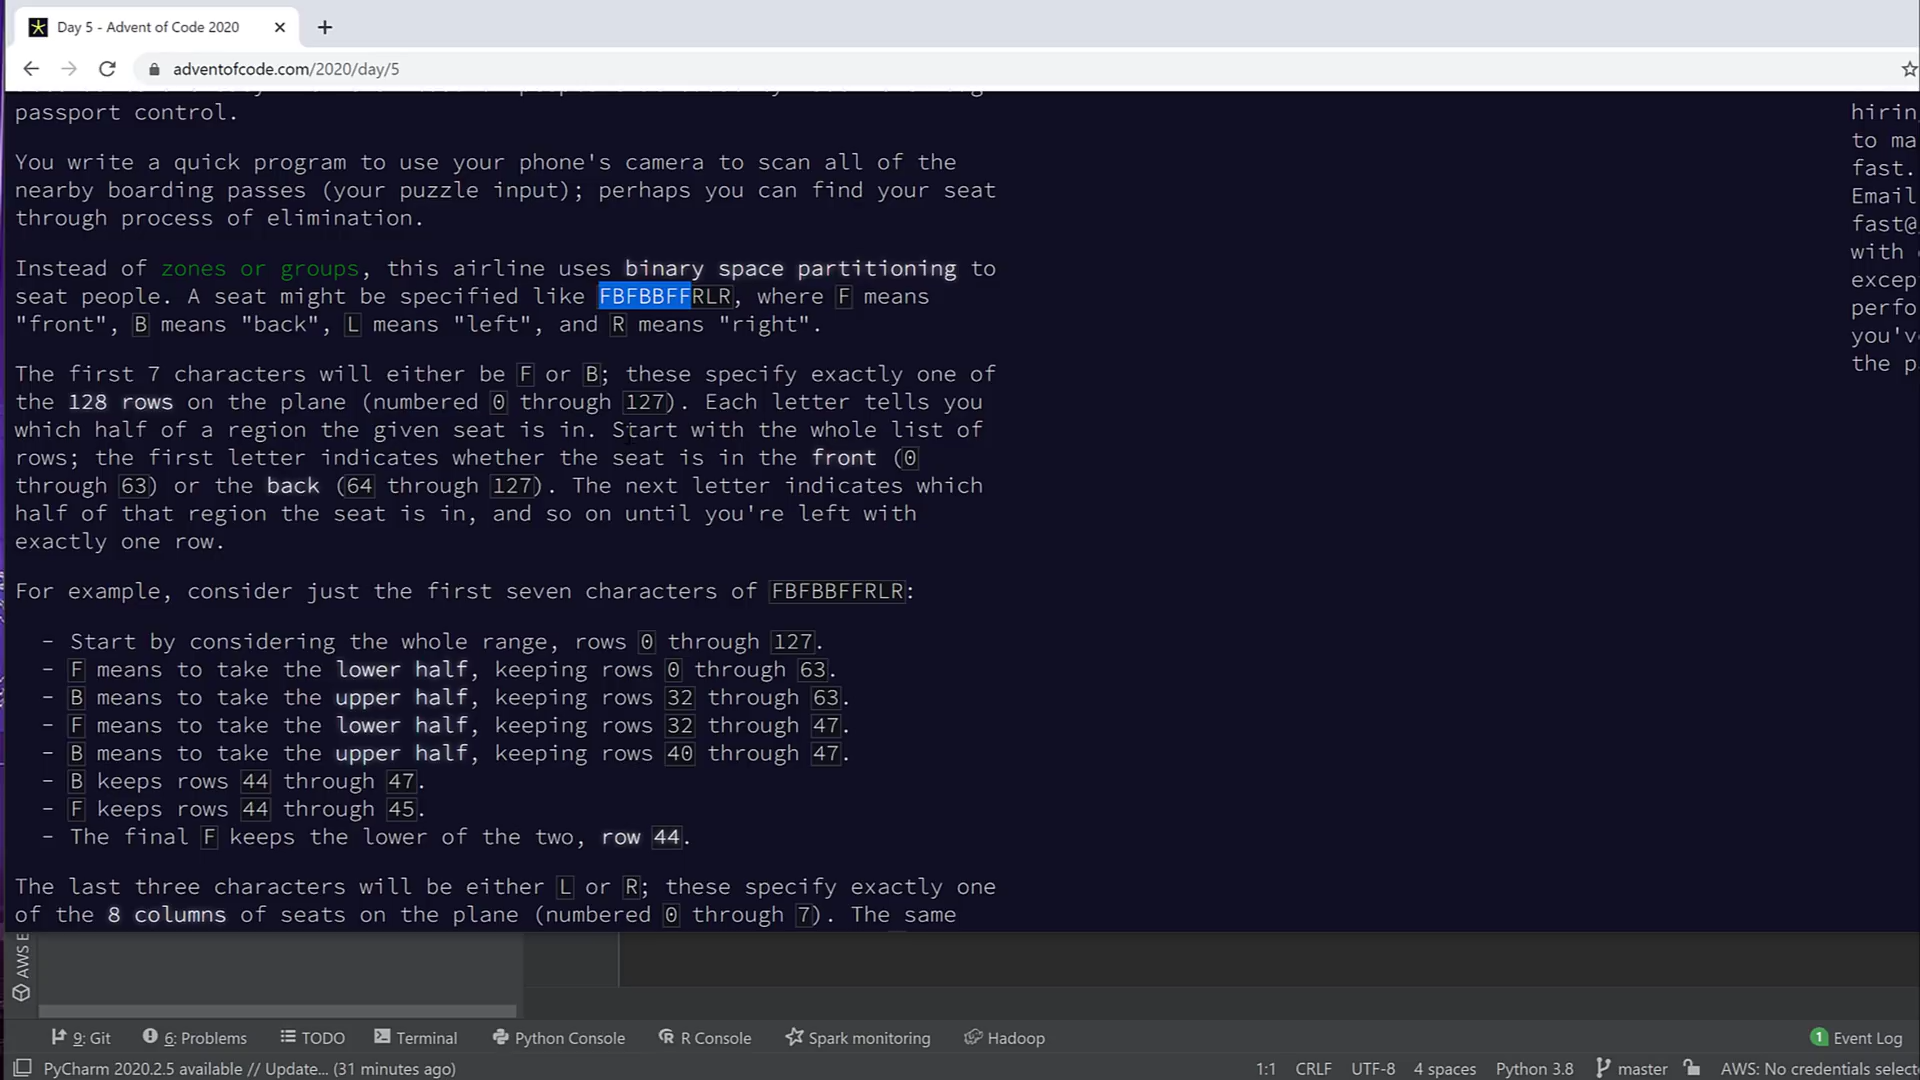 Day 5 - Advent of Code 2020
adventofcode.com/2020/day/5
passport control.
You write a quick program to use your phone's camera to scan all of the
nearby boarding passes (your puzzle input); perhaps you can find your seat
through process of elimination.
Instead of zones or groups, this airline uses binary space partitioning to
seat people. A seat might be specified like FBFBBFFRLR, where F means
"front", B means "back", L means "left", and R means "right".
The first 7 characters will either be F or B; these specify exactly one of
the 128 rows on the plane (numbered 0 through 127). Each letter tells you
which half of a region the given seat is in. Start with the whole list of
rows; the first letter indicates whether the seat is in the front (0
through 63) or the back (64 through 127). The next letter indicates which
half of that region the seat is in, and so on until you're left with
exactly one row.
For example, consider just the first seven characters of FBFBBFFRLR:
- Start by considering the whole range, rows 0 through 127.
- F means to take the lower half, keeping rows 0 through 63.
- B means to take the upper half, keeping rows 32 through 63.
- F means to take the lower half, keeping rows 32 through 47.
- B means to take the upper half, keeping rows 40 through 47.
- B keeps rows 44 through 47.
- F keeps rows 44 through 45.
- The final F keeps the lower of the two, row 44.
The last three characters will be either L or R; these specify exactly one
of the 8 columns of seats on the plane (numbered 0 through 7). The same
hirin
to ma
fast.
Email
fast@
with
excep
perfo
you've
the p
AWS E
9: Git 6: Problems TODO Terminal Python Console R Console Spark monitoring Hadoop 1 Event Log
PyCharm 2020.2.5 available // Update... (31 minutes ago) 1:1 CRLF UTF-8 4 spaces Python 3.8 master AWS: No credentials select